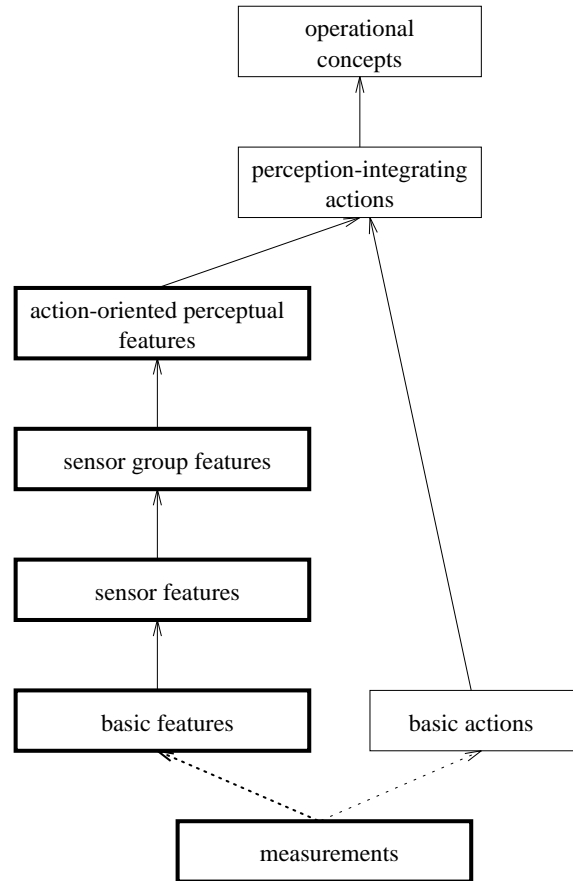 operational
concepts
perception-integrating
actions
action-oriented perceptual
features
sensor group features
sensor features
basic features
basic actions
measurements